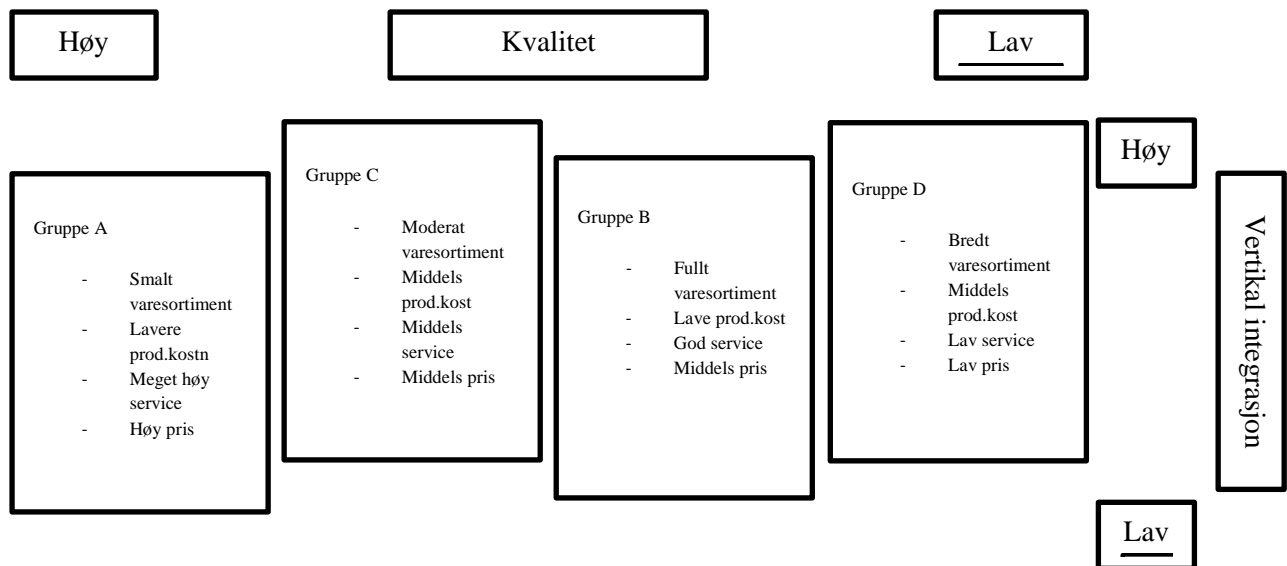 Høy
Kvalitet
Lav
Gruppe A
- Smalt
varesortiment
- Lavere
prod.kostn
- Meget høy
service
- Høy pris
Gruppe C
- Moderat
varesortiment
- Middels
prod.kost
- Middels
service
- Middels pris
Gruppe B
- Fullt
varesortiment
- Lave prod.kost
- God service
- Middels pris
Gruppe D
- Bredt
varesortiment
- Middels
prod.kost
- Lav service
- Lav pris
Høy
Vertikal integrasjon
Lav